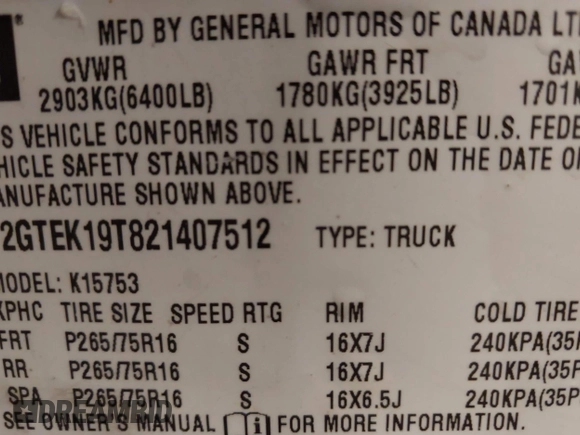 ®
MFD BY GENERAL MOTORS OF CANADA LT
GVWR GAWR FRT GA
2903KG(6400LB) 1780KG(3925LB) 1701K
S VEHICLE CONFORMS TO ALL APPLICABLE U.S. FEDE
HICLE SAFETY STANDARDS IN EFFECT ON THE DATE O
ANUFACTURE SHOWN ABOVE.
2GTEK19T821407512 TYPE: TRUCK
MODEL: K15753
KPHC TIRE SIZE SPEED RTG RIM COLD TIRE
FRT P265/75R16 S 16X7J 240KPA(35P
RR P265/75R16 S 16X7J 240KPA(35P
SPA P265/75R16 S 16X6.5J 240KPA(35P
SEE OWNER'S MANUAL i FOR MORE INFORMATION.
DREAMBID